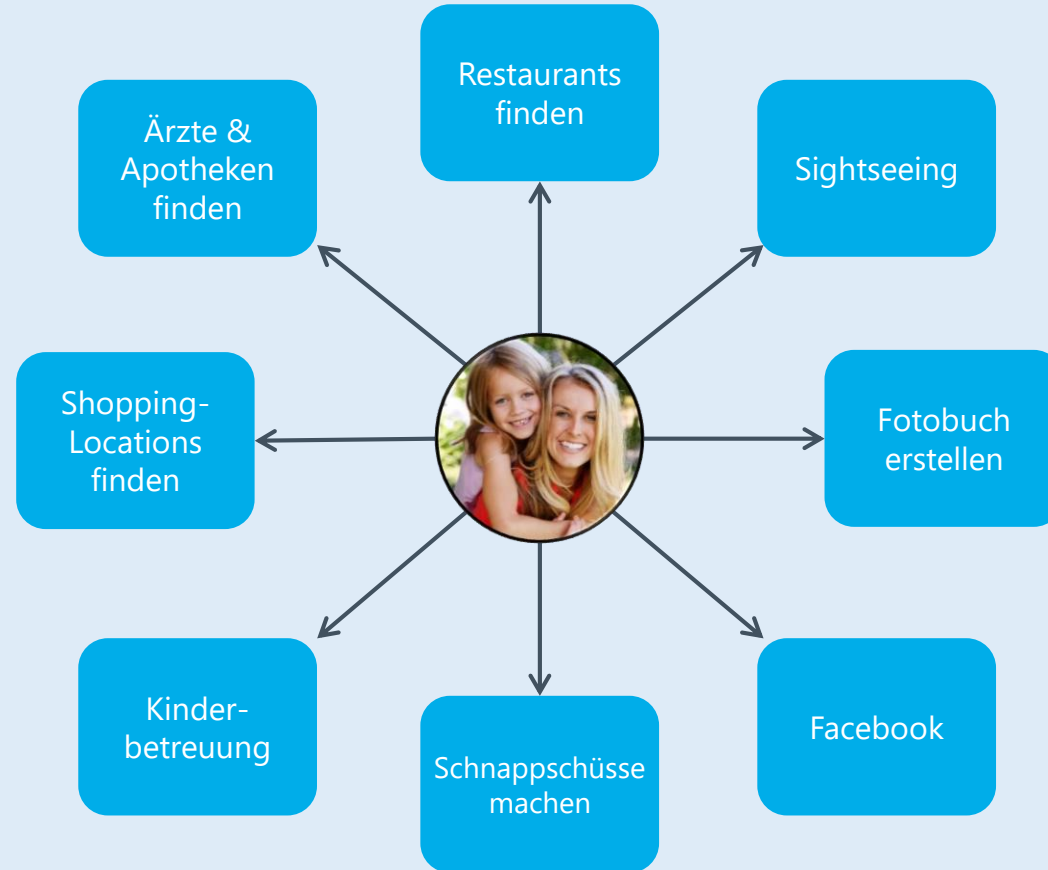 Restaurants
finden
Ärzte &
Apotheken
finden
Sightseeing
Shopping-
Locations
finden
Fotobuch
erstellen
Kinder-
betreuung
Schnappschüsse
machen
Facebook